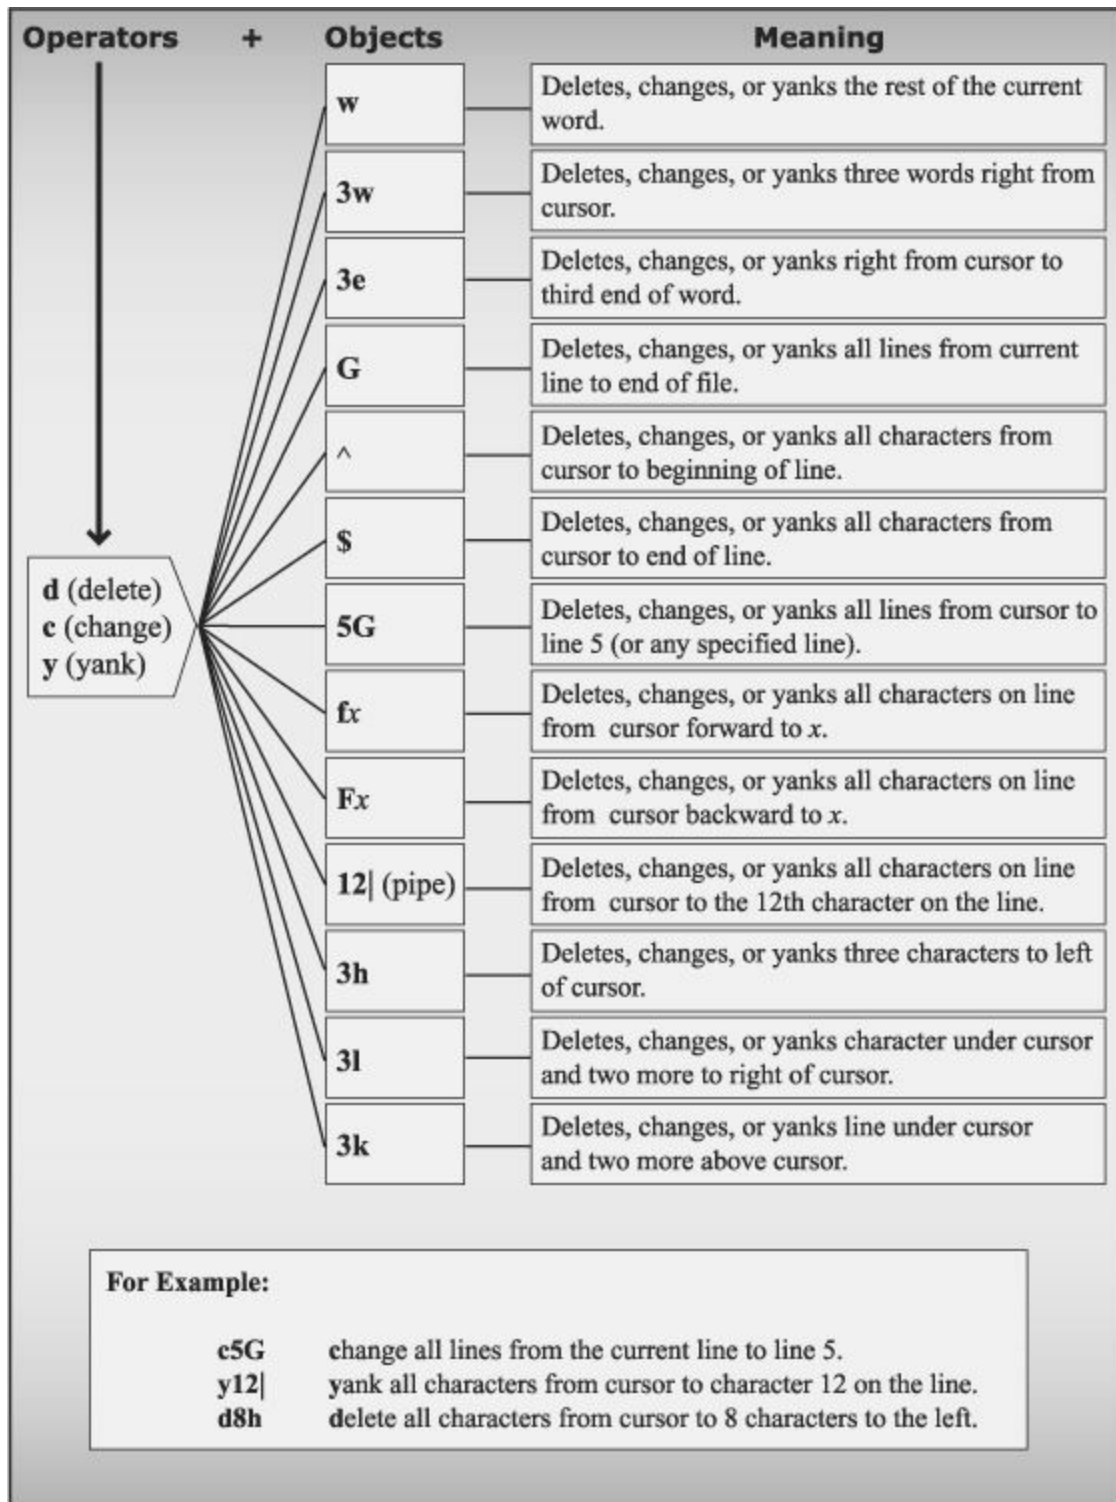 Operators + Objects Meaning
w
Deletes, changes, or yanks the rest of the current
word.
3w
Deletes, changes, or yanks three words right from
cursor.
3e
Deletes, changes, or yanks right from cursor to
third end of word.
G
Deletes, changes, or yanks all lines from current
line to end of file.
^
Deletes, changes, or yanks all characters from
cursor to beginning of line.
$
Deletes, changes, or yanks all characters from
cursor to end of line.
d (delete)
c (change)
y (yank)
5G
Deletes, changes, or yanks all lines from cursor to
line 5 (or any specified line).
fx
Deletes, changes, or yanks all characters on line
from cursor forward to x.
Fx
Deletes, changes, or yanks all characters on line
from cursor backward to x.
12| (pipe)
Deletes, changes, or yanks all characters on line
from cursor to the 12th character on the line.
3h
Deletes, changes, or yanks three characters to left
of cursor.
3l
Deletes, changes, or yanks character under cursor
and two more to right of cursor.
3k
Deletes, changes, or yanks line under cursor
and two more above cursor.
For Example:
c5G change all lines from the current line to line 5.
y12| yank all characters from cursor to character 12 on the line.
d8h delete all characters from cursor to 8 characters to the left.